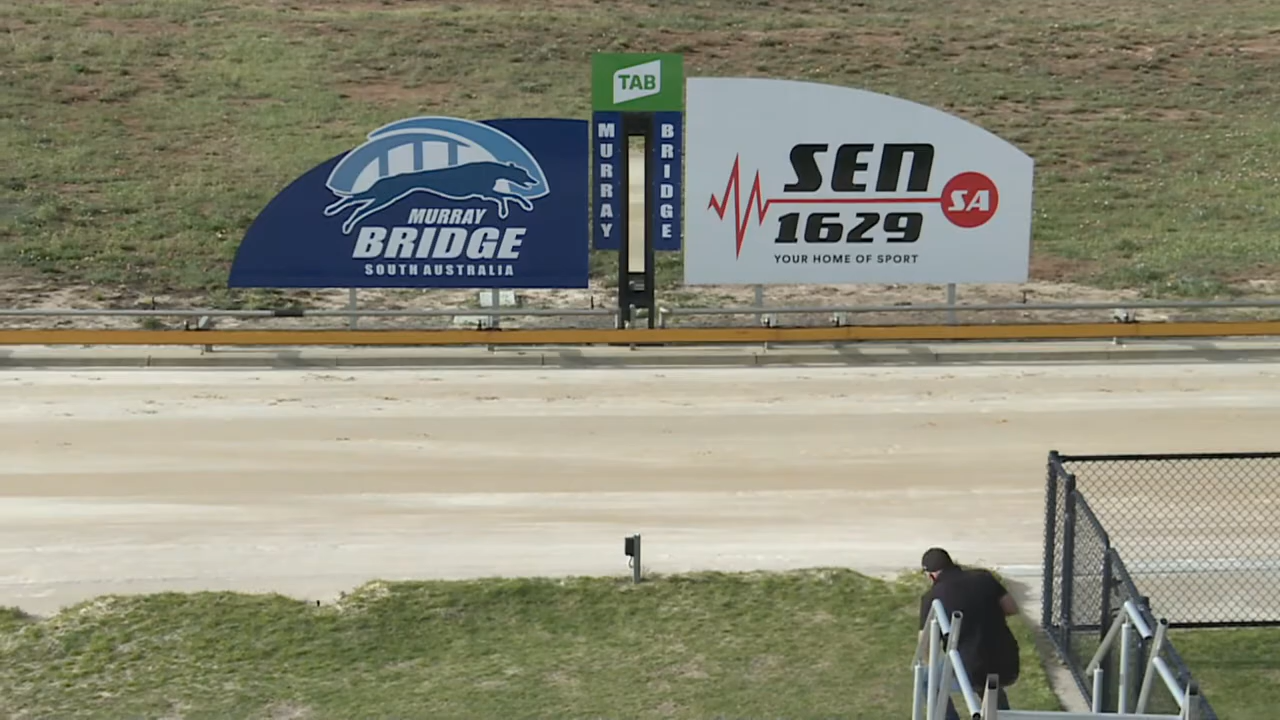 TAB
MURRAY
BRIDGE
MURRAY
BRIDGE
SOUTH AUSTRALIA
SEN
SA
1629
YOUR HOME OF SPORT